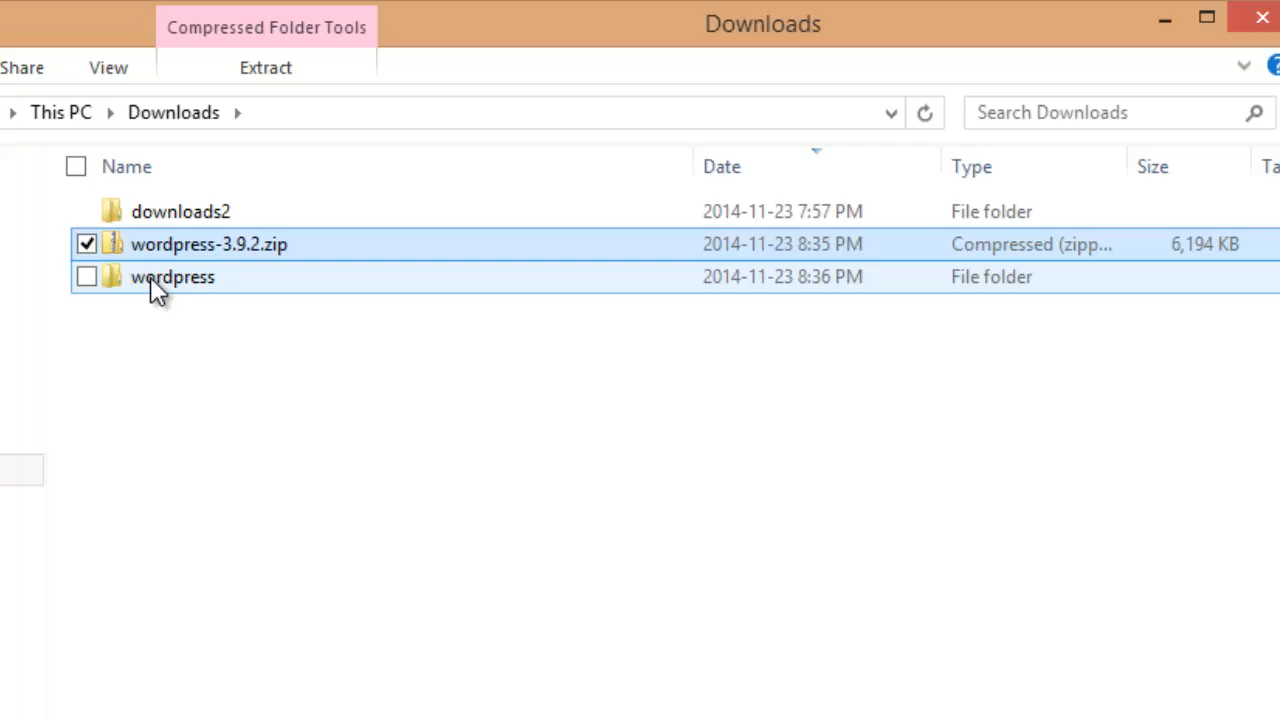 Compressed Folder Tools
Downloads
Share View Extract
This PC Downloads Search Downloads
Name Date Type Size
downloads2 2014-11-23 7:57 PM File folder
wordpress-3.9.2.zip 2014-11-23 8:35 PM Compressed (zipp... 6,194 KB
wordpress 2014-11-23 8:36 PM File folder